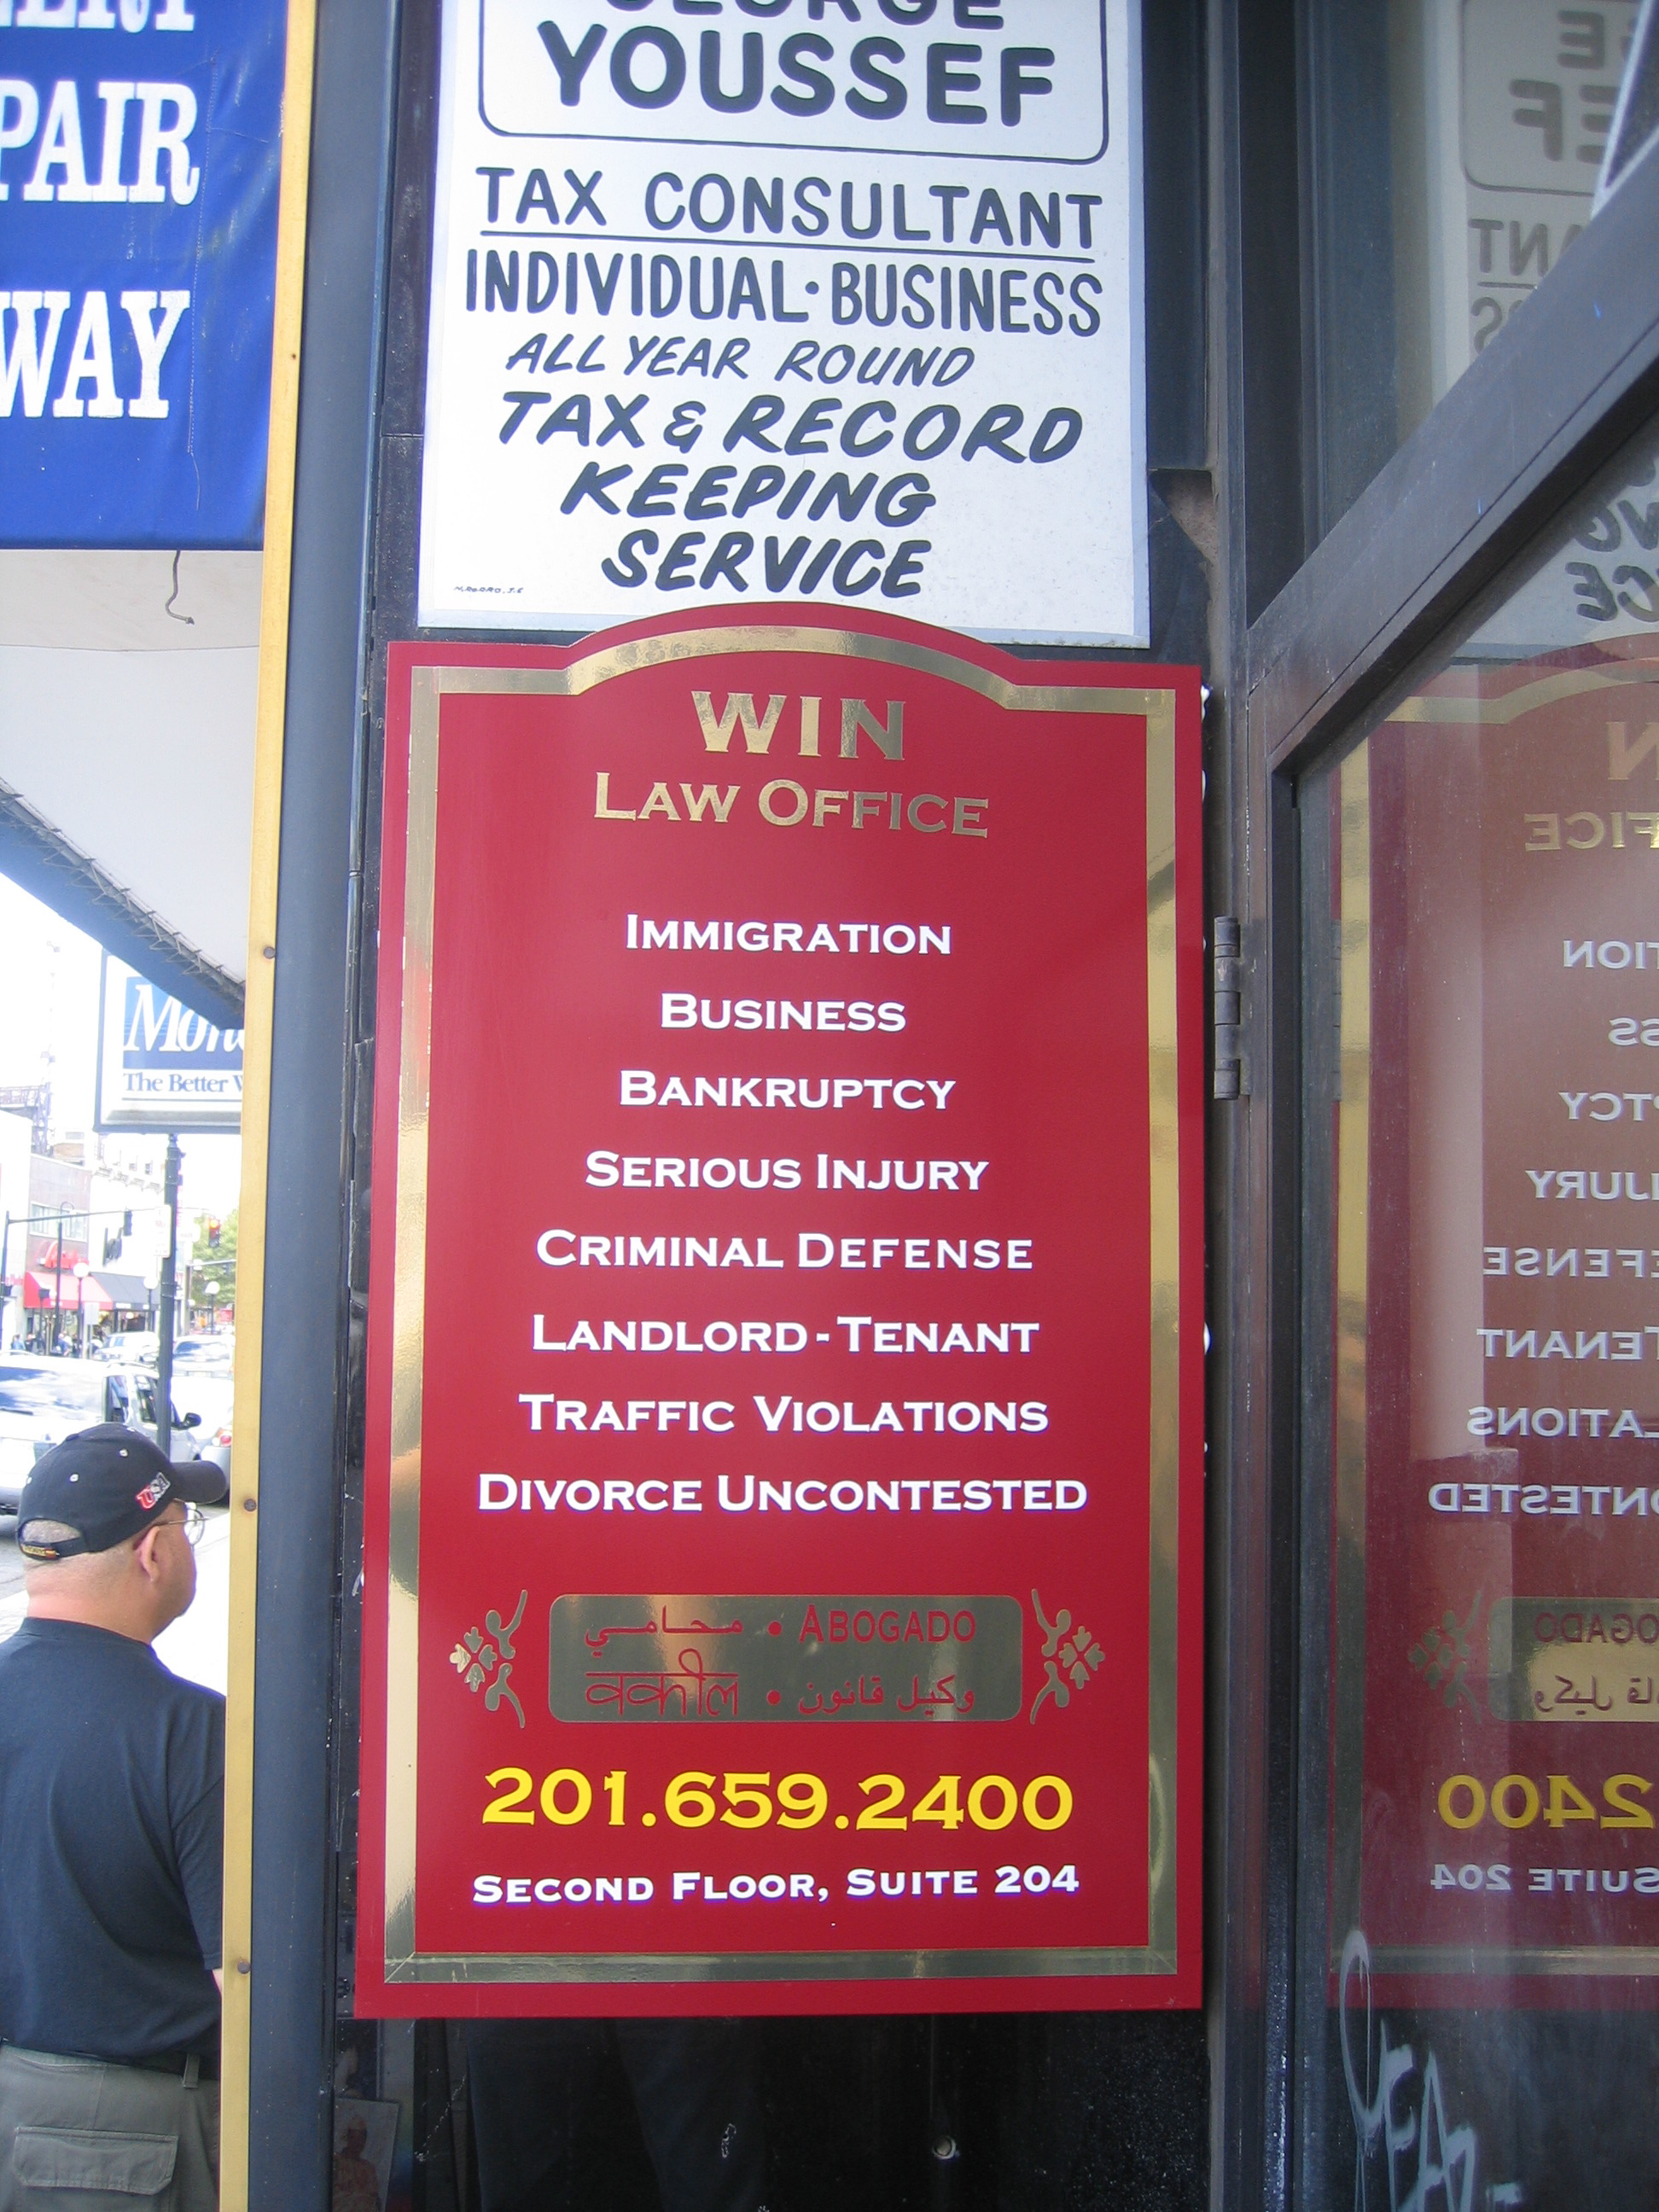 PAIR
WAY
YOUSSEF
TAX CONSULTANT
INDIVIDUAL·BUSINESS
ALL YEAR ROUND
TAX & RECORD
KEEPING
SERVICE
WIN
LAW OFFICE
IMMIGRATION
BUSINESS
BANKRUPTCY
SERIOUS INJURY
CRIMINAL DEFENSE
LANDLORD-TENANT
TRAFFIC VIOLATIONS
DIVORCE UNCONTESTED
محامي • ABOGADO
वकील • وکیل قانون
201.659.2400
SECOND FLOOR, SUITE 204
The Better
USA